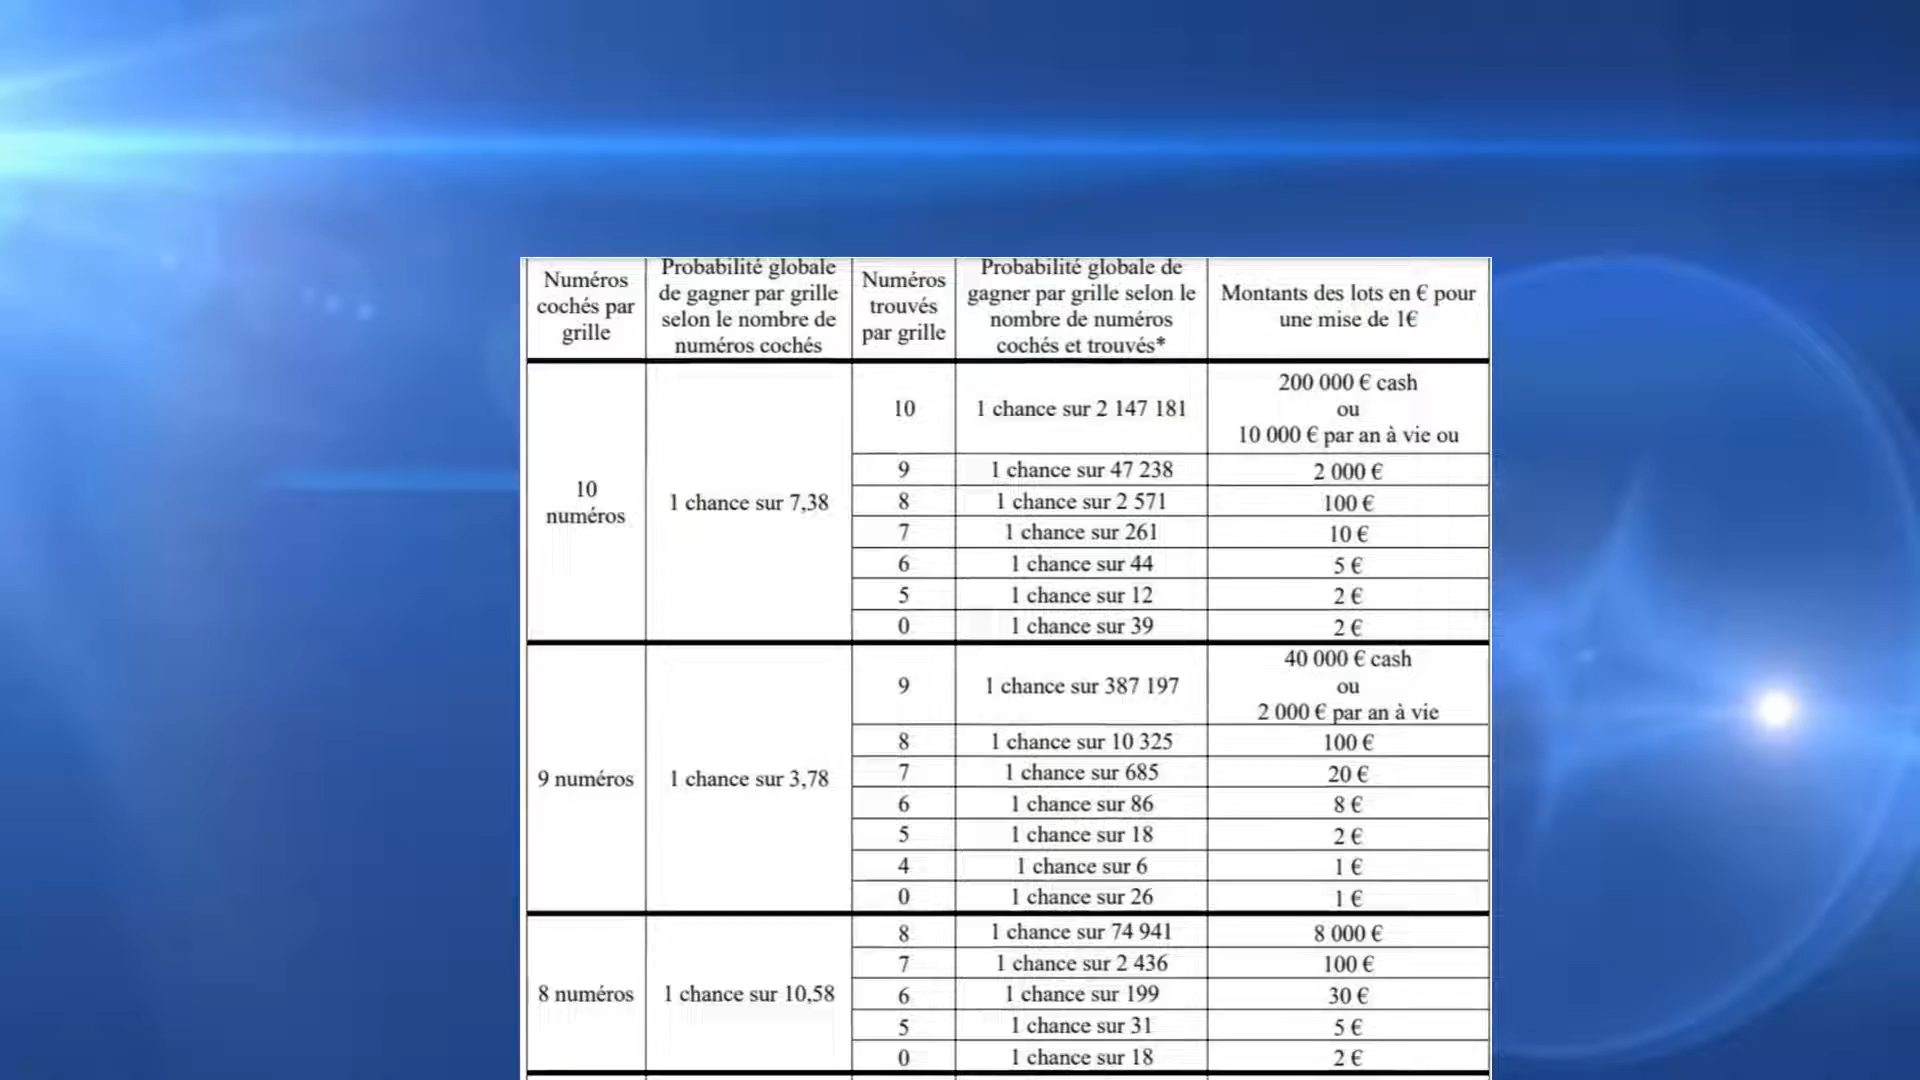 Numéros cochés par grille
Probabilité globale de gagner par grille selon le nombre de numéros cochés
Numéros trouvés par grille
Probabilité globale de gagner par grille selon le nombre de numéros cochés et trouvés*
Montants des lots en € pour une mise de 1€
10 numéros
1 chance sur 7,38
10 1 chance sur 2 147 181 200 000 € cash
ou
10 000 € par an à vie ou
9 1 chance sur 47 238 2 000 €
8 1 chance sur 2 571 100 €
7 1 chance sur 261 10 €
6 1 chance sur 44 5 €
5 1 chance sur 12 2 €
0 1 chance sur 39 2 €
9 numéros
1 chance sur 3,78
9 1 chance sur 387 197 40 000 € cash
ou
2 000 € par an à vie
8 1 chance sur 10 325 100 €
7 1 chance sur 685 20 €
6 1 chance sur 86 8 €
5 1 chance sur 18 2 €
4 1 chance sur 6 1 €
0 1 chance sur 26 1 €
8 numéros
1 chance sur 10,58
8 1 chance sur 74 941 8 000 €
7 1 chance sur 2 436 100 €
6 1 chance sur 199 30 €
5 1 chance sur 31 5 €
0 1 chance sur 18 2 €